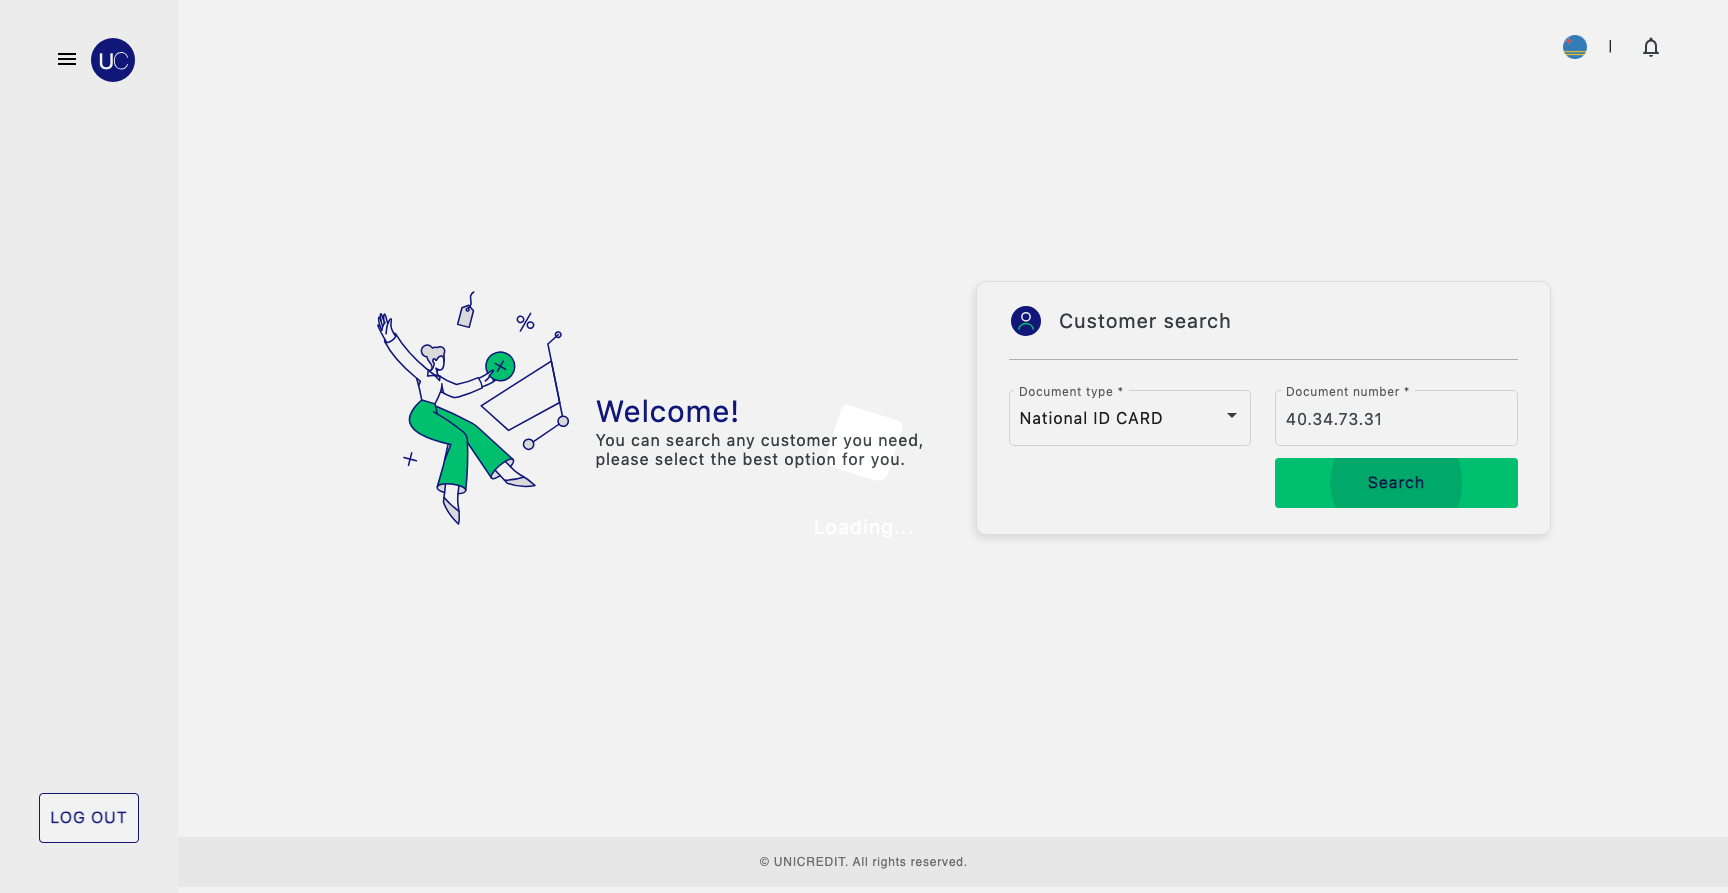 UC
|
Welcome!
You can search any customer you need,
please select the best option for you.
Loading...
Customer search
Document type *
National ID CARD
Document number *
40.34.73.31
Search
LOG OUT
© UNICREDIT. All rights reserved.